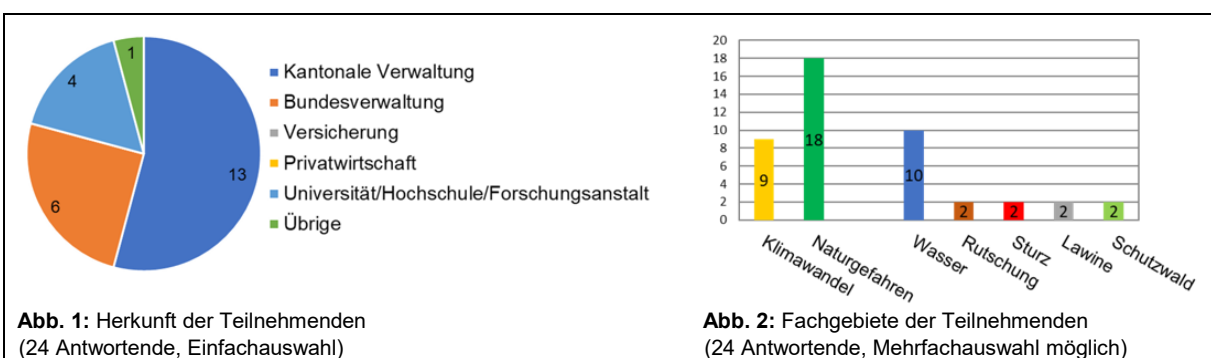 1
4
6
13
Kantonale Verwaltung
Bundesverwaltung
Versicherung
Privatwirtschaft
Universität/Hochschule/Forschungsanstalt
Übrige
Abb. 1: Herkunft der Teilnehmenden
(24 Antwortende, Einfachauswahl)
20
18
16
14
12
10
8
6
4
2
0
9
18
10
2
2
2
2
Klimawandel
Naturgefahren
Wasser
Rutschung
Sturz
Lawine
Schutzwald
Abb. 2: Fachgebiete der Teilnehmenden
(24 Antwortende, Mehrfachauswahl möglich)